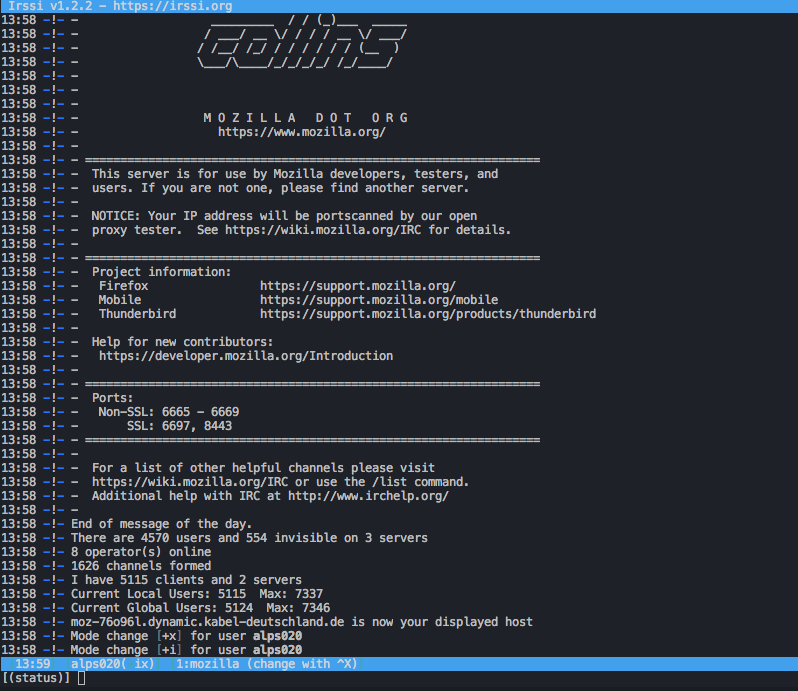 Irssi v1.2.2 - https://irssi.org
13:58 -!- -                   _________  / / (_)___  _____
13:58 -!- -                  / ___/ __ \/ / / / __ \/ ___/
13:58 -!- -                 / /__/ /_/ / / / / / / (__  )
13:58 -!- -                 \___/\____/_/_/_/_/ /_/____/
13:58 -!- -
13:58 -!- -
13:58 -!- -
13:58 -!- -                  M O Z I L L A   D O T   O R G
13:58 -!- -                    https://www.mozilla.org/
13:58 -!- -
13:58 -!- - =================================================================
13:58 -!- -  This server is for use by Mozilla developers, testers, and
13:58 -!- -  users. If you are not one, please find another server.
13:58 -!- -
13:58 -!- -  NOTICE: Your IP address will be portscanned by our open
13:58 -!- -  proxy tester.  See https://wiki.mozilla.org/IRC for details.
13:58 -!- -
13:58 -!- - =================================================================
13:58 -!- -  Project information:
13:58 -!- -   Firefox                https://support.mozilla.org/
13:58 -!- -   Mobile                 https://support.mozilla.org/mobile
13:58 -!- -   Thunderbird            https://support.mozilla.org/products/thunderbird
13:58 -!- -
13:58 -!- -  Help for new contributors:
13:58 -!- -   https://developer.mozilla.org/Introduction
13:58 -!- -
13:58 -!- - =================================================================
13:58 -!- -  Ports:
13:58 -!- -   Non-SSL: 6665 - 6669
13:58 -!- -       SSL: 6697, 8443
13:58 -!- - =================================================================
13:58 -!- -
13:58 -!- -  For a list of other helpful channels please visit
13:58 -!- -  https://wiki.mozilla.org/IRC or use the /list command.
13:58 -!- -  Additional help with IRC at http://www.irchelp.org/
13:58 -!- -
13:58 -!- End of message of the day.
13:58 -!- There are 4570 users and 554 invisible on 3 servers
13:58 -!- 8 operator(s) online
13:58 -!- 1626 channels formed
13:58 -!- I have 5115 clients and 2 servers
13:58 -!- Current Local Users: 5115  Max: 7337
13:58 -!- Current Global Users: 5124  Max: 7346
13:58 -!- moz-76o96l.dynamic.kabel-deutschland.de is now your displayed host
13:58 -!- Mode change [+x] for user alps020
13:58 -!- Mode change [+i] for user alps020
13:59   alps020( ix)   1:mozilla (change with ^X)
[(status)]